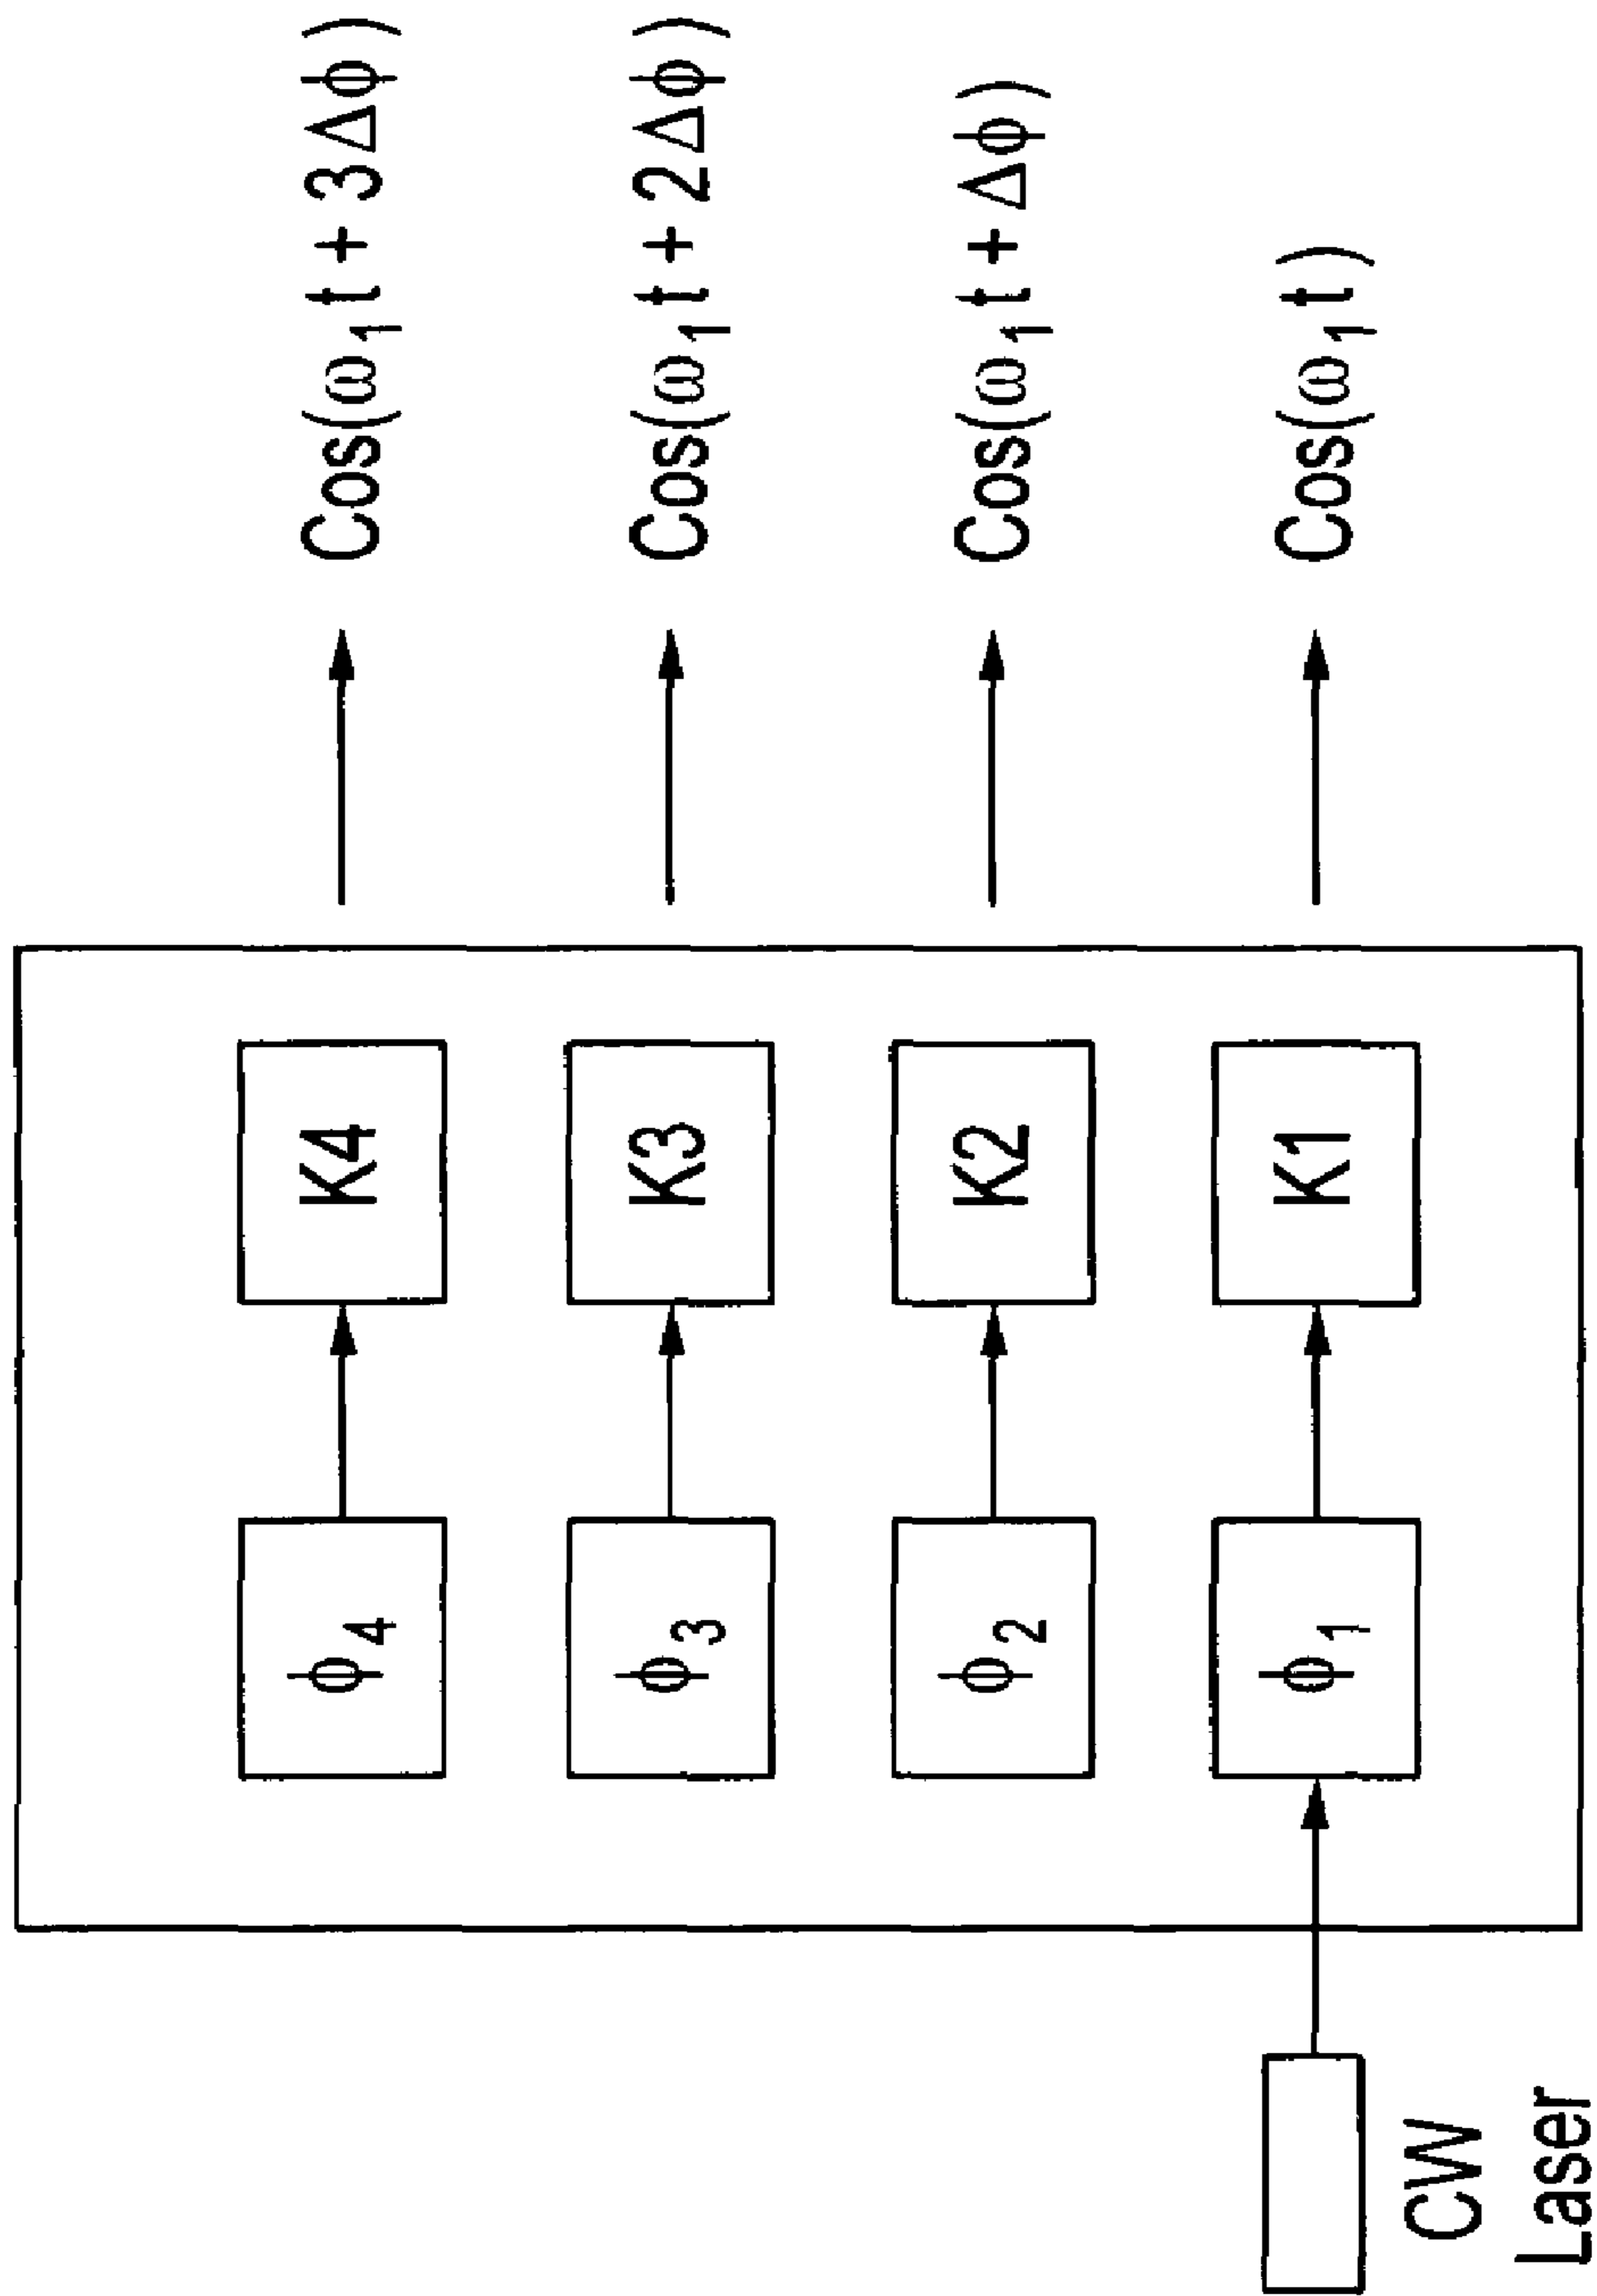 ϕ₄ K4 Cos(ω₁t + 3Δϕ)
ϕ₃ K3 Cos(ω₁t + 2Δϕ)
ϕ₂ K2 Cos(ω₁t + Δϕ)
ϕ₁ K1 Cos(ω₁t)
CW
Laser